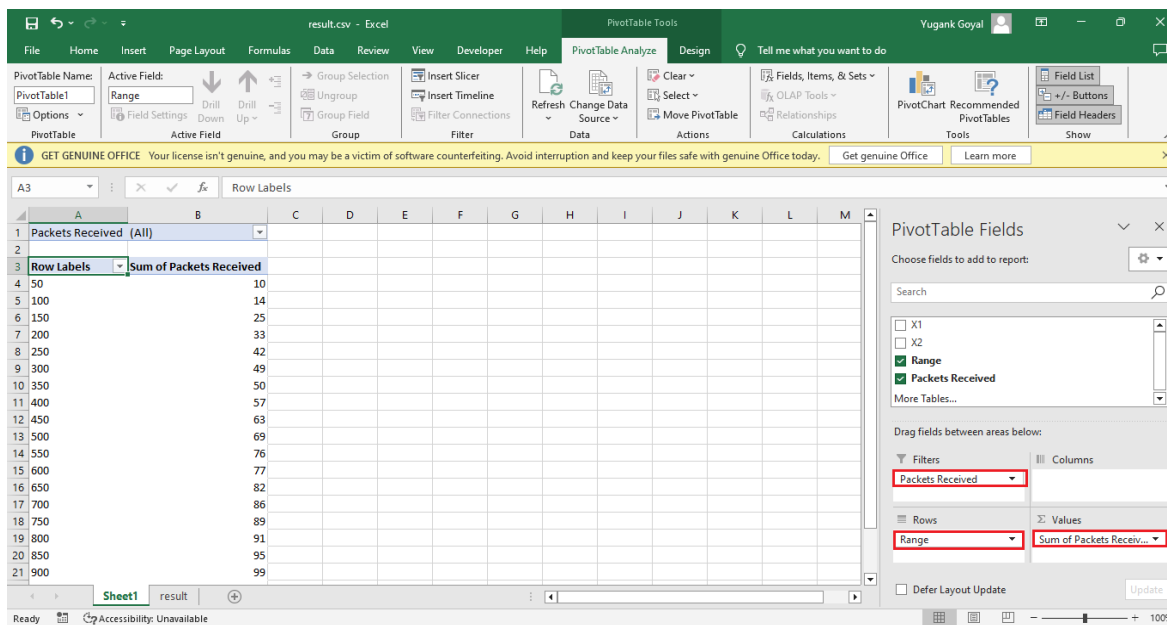 result.csv - Excel
PivotTable Tools
Yugank Goyal
File Home Insert Page Layout Formulas Data Review View Developer Help PivotTable Analyze Design Tell me what you want to do
PivotTable Name:
PivotTable1
Options
PivotTable
Active Field:
Range
Field Settings
Drill Down
Drill Up
Active Field
Group Selection
Ungroup
Group Field
Group
Insert Slicer
Insert Timeline
Filter Connections
Filter
Refresh
Change Data Source
Data
Clear
Select
Move PivotTable
Actions
Fields, Items, & Sets
OLAP Tools
Relationships
Calculations
PivotChart
Recommended PivotTables
Tools
Field List
+/- Buttons
Field Headers
Show
GET GENUINE OFFICE Your license isn't genuine, and you may be a victim of software counterfeiting. Avoid interruption and keep your files safe with genuine Office today. Get genuine Office Learn more
A3 fx Row Labels
A B C D E F G H I J K L M
1 Packets Received (All)
2
3 Row Labels Sum of Packets Received
4 50 10
5 100 14
6 150 25
7 200 33
8 250 42
9 300 49
10 350 50
11 400 57
12 450 63
13 500 69
14 550 76
15 600 77
16 650 82
17 700 86
18 750 89
19 800 91
20 850 95
21 900 99
PivotTable Fields
Choose fields to add to report:
Search
X1
X2
Range
Packets Received
More Tables...
Drag fields between areas below:
Filters
Packets Received
Columns
Rows
Range
Σ Values
Sum of Packets Receiv...
Defer Layout Update Update
Sheet1 result
Ready Accessibility: Unavailable 100%